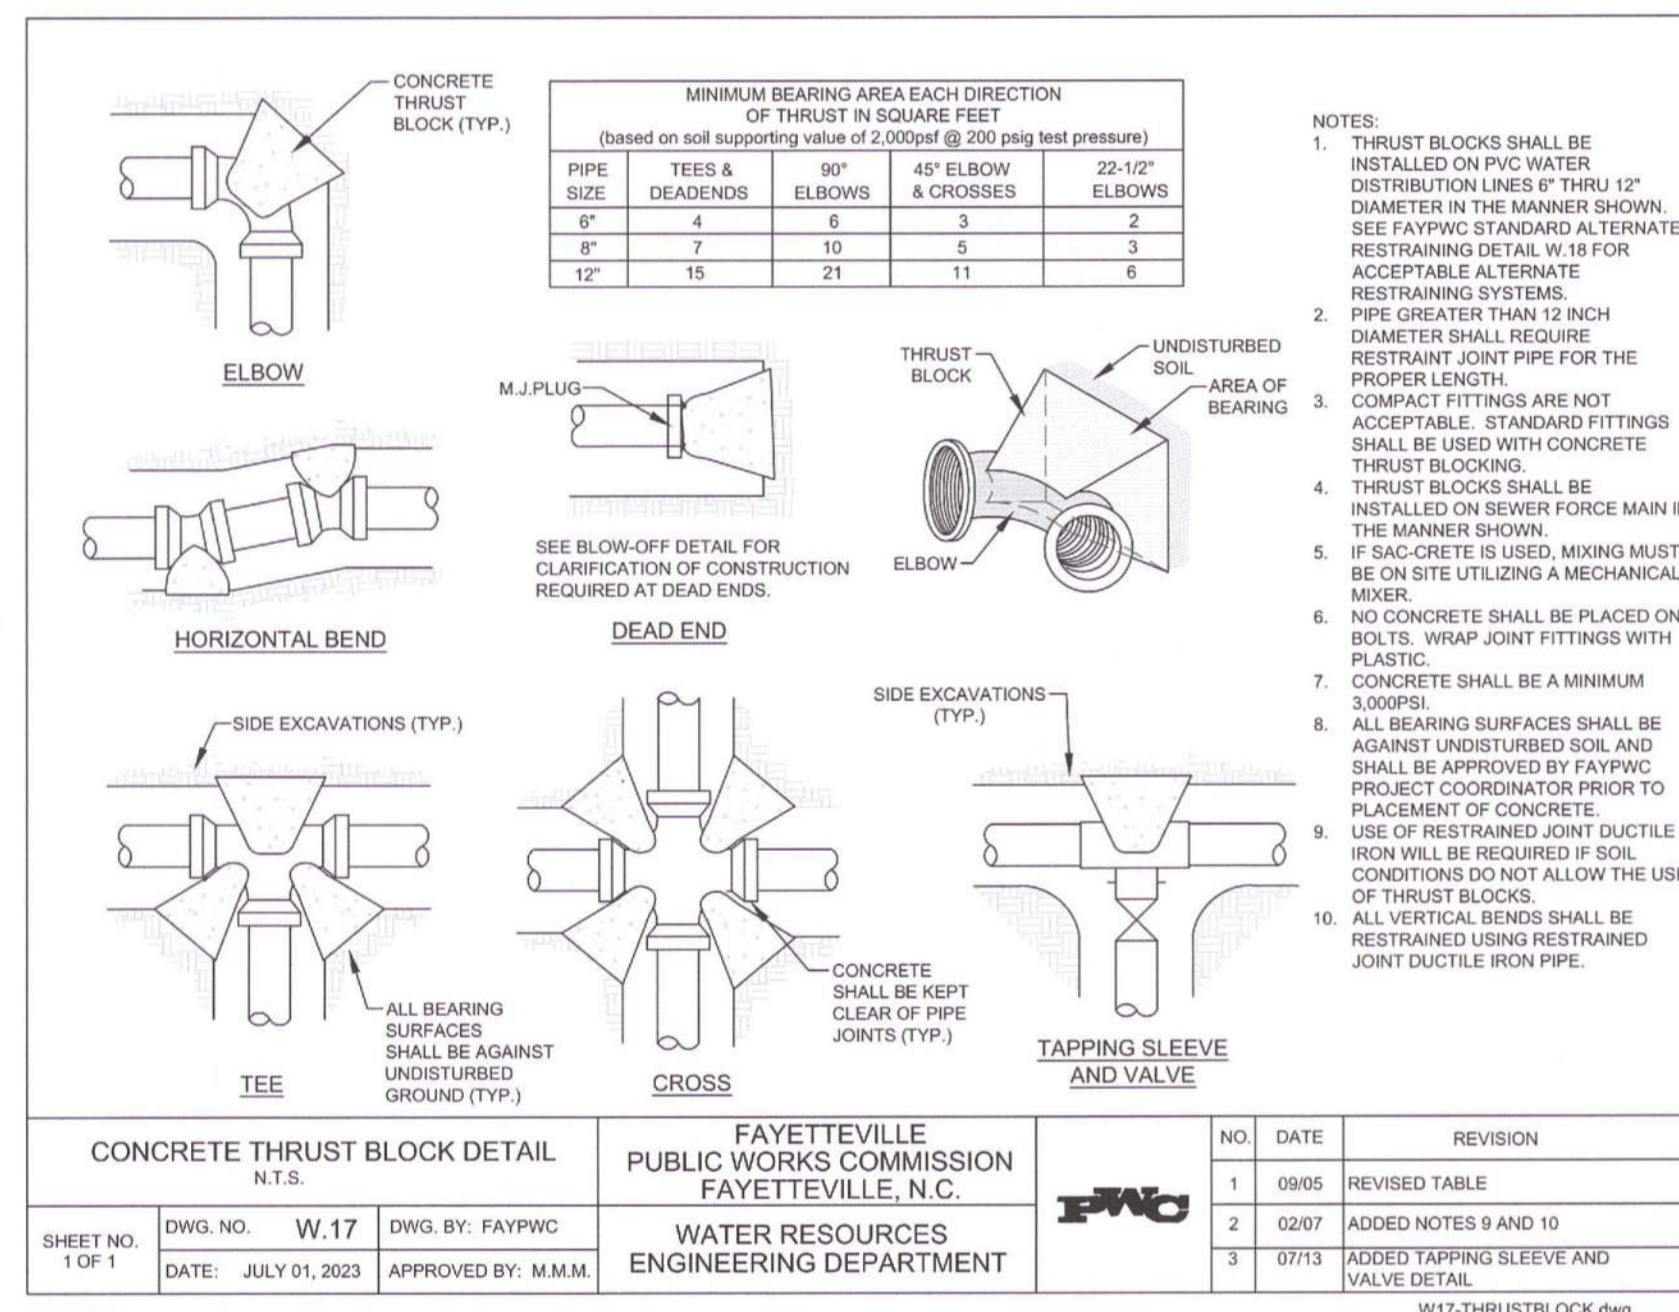 CONCRETE
THRUST
BLOCK (TYP.)
ELBOW
MINIMUM BEARING AREA EACH DIRECTION
OF THRUST IN SQUARE FEET
(based on soil supporting value of 2,000psf @ 200 psig test pressure)
PIPE SIZE TEES & DEADENDS 90° ELBOWS 45° ELBOW & CROSSES 22-1/2° ELBOWS
6" 4 6 3 2
8" 7 10 5 3
12" 15 21 11 6
M.J.PLUG
SEE BLOW-OFF DETAIL FOR
CLARIFICATION OF CONSTRUCTION
REQUIRED AT DEAD ENDS.
DEAD END
THRUST
BLOCK
UNDISTURBED
SOIL
AREA OF
BEARING
ELBOW
HORIZONTAL BEND
SIDE EXCAVATIONS (TYP.)
ALL BEARING
SURFACES
SHALL BE AGAINST
UNDISTURBED
GROUND (TYP.)
TEE
CONCRETE
SHALL BE KEPT
CLEAR OF PIPE
JOINTS (TYP.)
CROSS
SIDE EXCAVATIONS
(TYP.)
TAPPING SLEEVE
AND VALVE
NOTES:
1. THRUST BLOCKS SHALL BE
INSTALLED ON PVC WATER
DISTRIBUTION LINES 6" THRU 12"
DIAMETER IN THE MANNER SHOWN.
SEE FAYPWC STANDARD ALTERNATE
RESTRAINING DETAIL W.18 FOR
ACCEPTABLE ALTERNATE
RESTRAINING SYSTEMS.
2. PIPE GREATER THAN 12 INCH
DIAMETER SHALL REQUIRE
RESTRAINT JOINT PIPE FOR THE
PROPER LENGTH.
3. COMPACT FITTINGS ARE NOT
ACCEPTABLE. STANDARD FITTINGS
SHALL BE USED WITH CONCRETE
THRUST BLOCKING.
4. THRUST BLOCKS SHALL BE
INSTALLED ON SEWER FORCE MAIN
THE MANNER SHOWN.
5. IF SAC-CRETE IS USED, MIXING MUST
BE ON SITE UTILIZING A MECHANICAL
MIXER.
6. NO CONCRETE SHALL BE PLACED ON
BOLTS. WRAP JOINT FITTINGS WITH
PLASTIC.
7. CONCRETE SHALL BE A MINIMUM
3,000PSI.
8. ALL BEARING SURFACES SHALL BE
AGAINST UNDISTURBED SOIL AND
SHALL BE APPROVED BY FAYPWC
PROJECT COORDINATOR PRIOR TO
PLACEMENT OF CONCRETE.
9. USE OF RESTRAINED JOINT DUCTILE
IRON WILL BE REQUIRED IF SOIL
CONDITIONS DO NOT ALLOW THE
OF THRUST BLOCKS.
10. ALL VERTICAL BENDS SHALL BE
RESTRAINED USING RESTRAINED
JOINT DUCTILE IRON PIPE.
CONCRETE THRUST BLOCK DETAIL
N.T.S.
SHEET NO.
1 OF 1
DWG. NO. W.17
DWG. BY: FAYPWC
DATE: JULY 01, 2023
APPROVED BY: M.M.M.
FAYETTEVILLE
PUBLIC WORKS COMMISSION
FAYETTEVILLE, N.C.
WATER RESOURCES
ENGINEERING DEPARTMENT
PWC
NO. DATE REVISION
1 09/05 REVISED TABLE
2 02/07 ADDED NOTES 9 AND 10
3 07/13 ADDED TAPPING SLEEVE AND
VALVE DETAIL
W17-THRUSTBLOCK.dwg